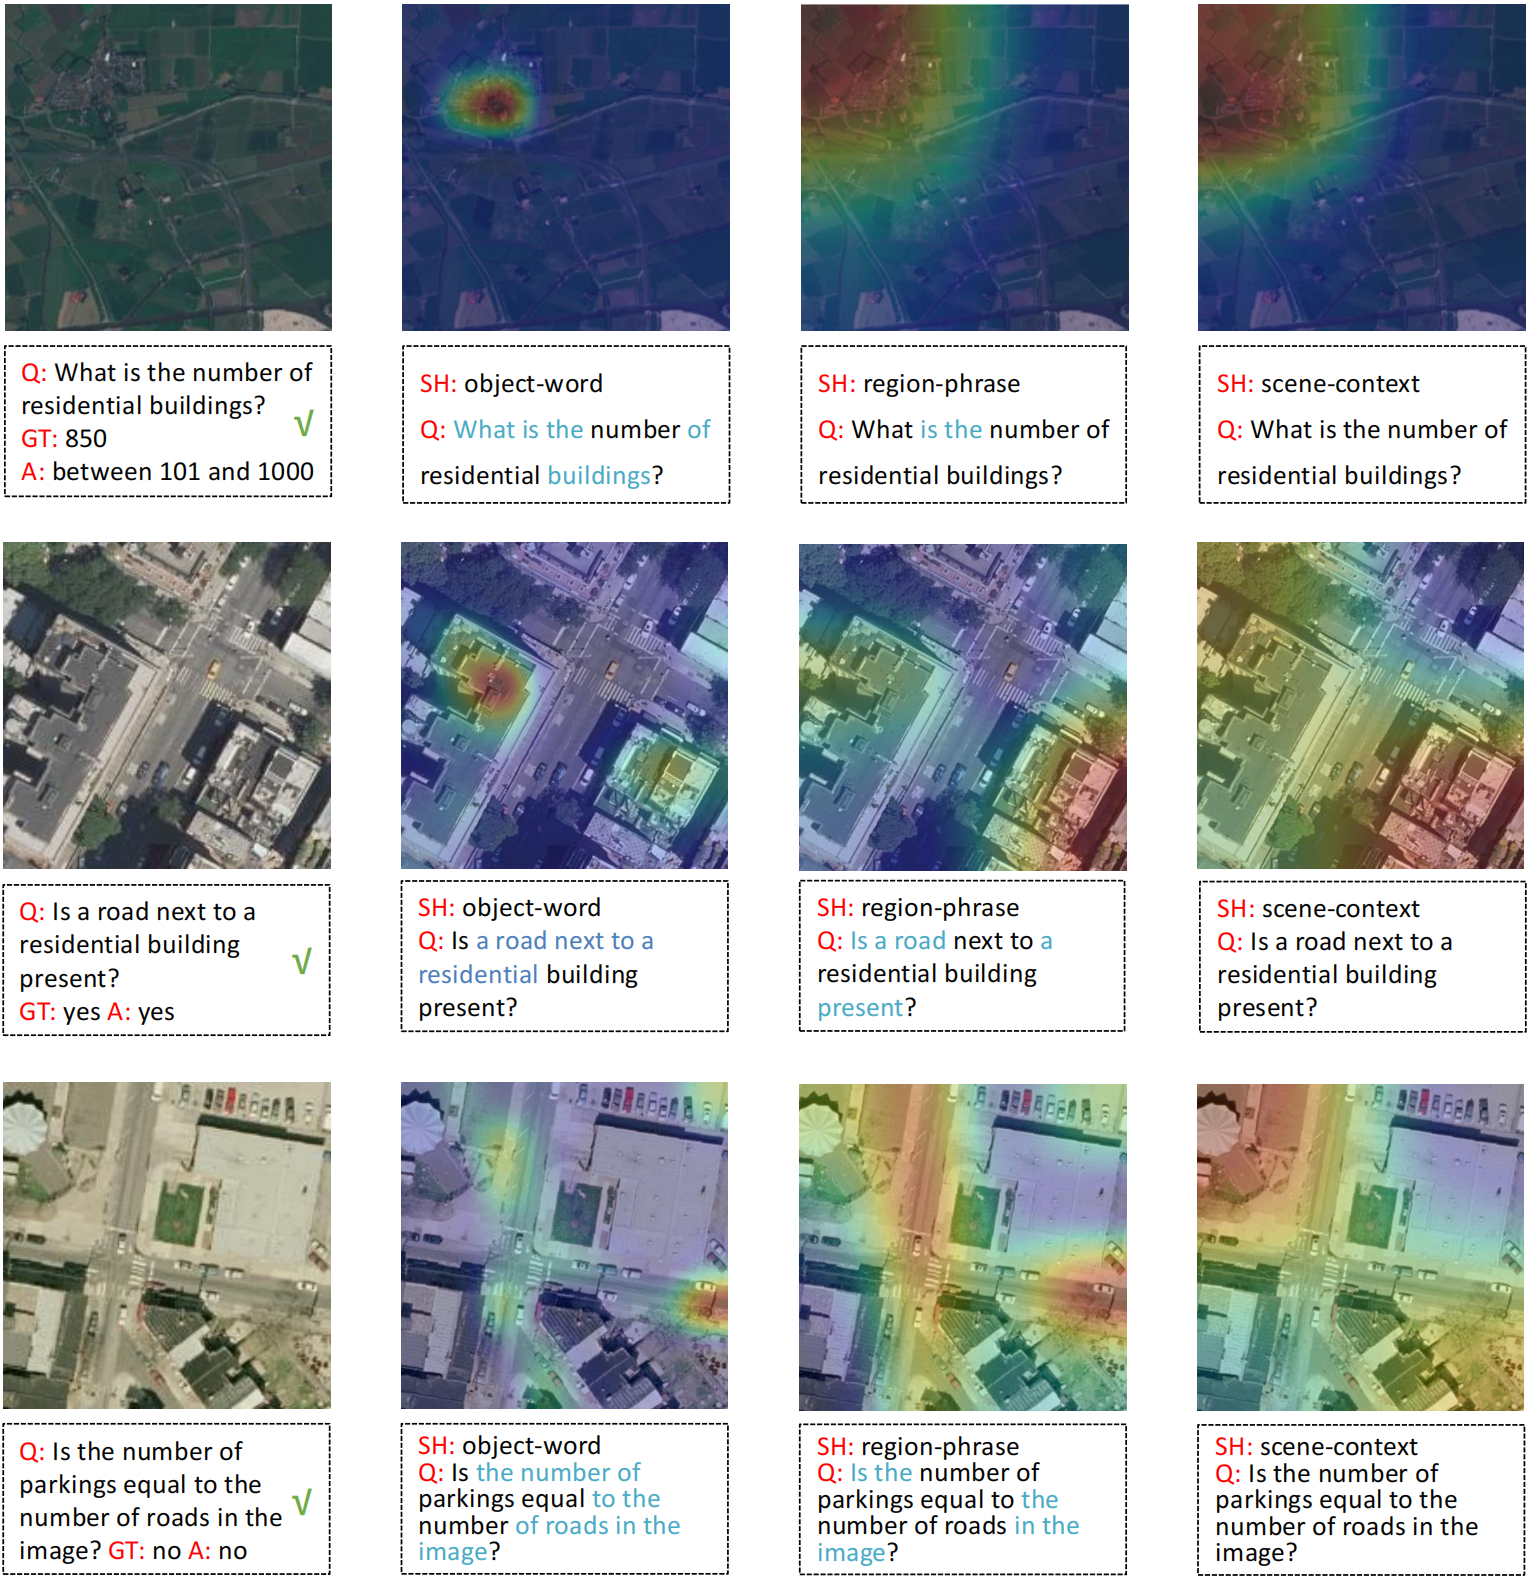 Q: What is the number of
residential buildings?
GT: 850
A: between 101 and 1000
√
SH: object-word
Q: What is the number of
residential buildings?
SH: region-phrase
Q: What is the number of
residential buildings?
SH: scene-context
Q: What is the number of
residential buildings?
Q: Is a road next to a
residential building
present?
GT: yes A: yes
√
SH: object-word
Q: Is a road next to a
residential building
present?
SH: region-phrase
Q: Is a road next to a
residential building
present?
SH: scene-context
Q: Is a road next to a
residential building
present?
Q: Is the number of
parkings equal to the
number of roads in the
image? GT: no A: no
√
SH: object-word
Q: Is the number of
parkings equal to the
number of roads in the
image?
SH: region-phrase
Q: Is the number of
parkings equal to the
number of roads in the
image?
SH: scene-context
Q: Is the number of
parkings equal to the
number of roads in the
image?